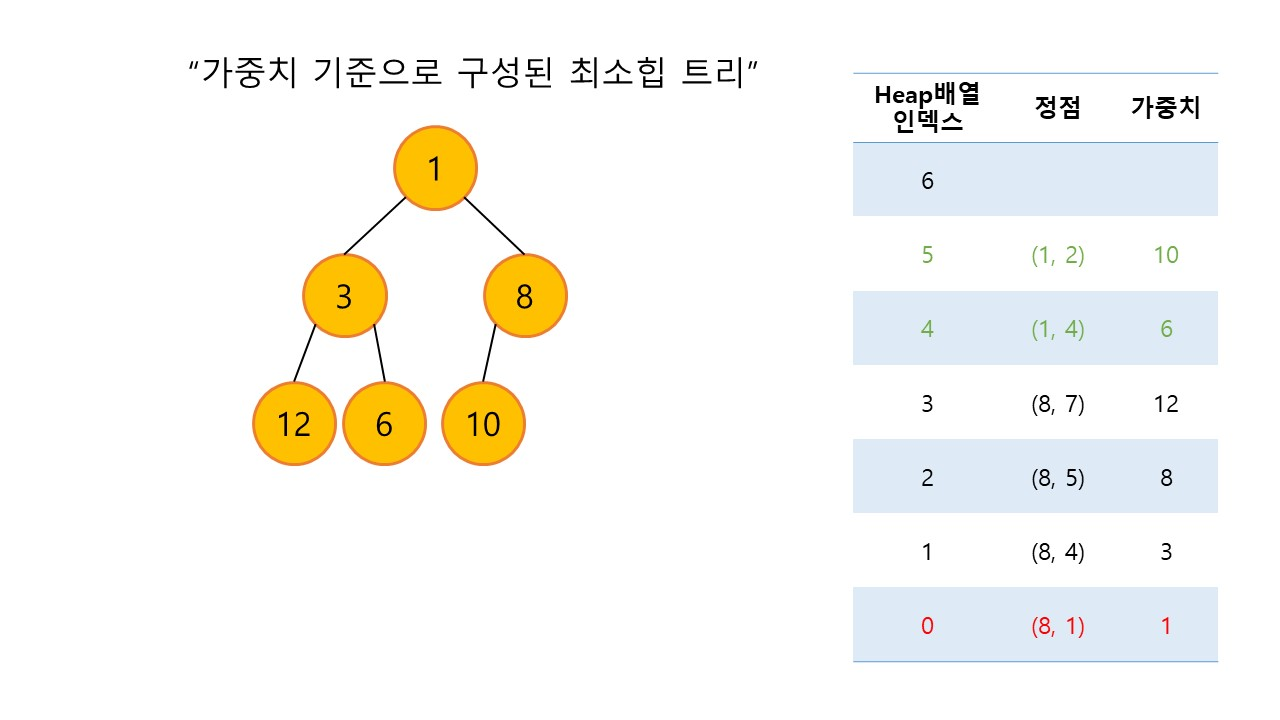 “가중치 기준으로 구성된 최소힙 트리”
1
3
8
12
6
10
Heap배열
인덱스
정점
가중치
6
5 (1, 2) 10
4 (1, 4) 6
3 (8, 7) 12
2 (8, 5) 8
1 (8, 4) 3
0 (8, 1) 1